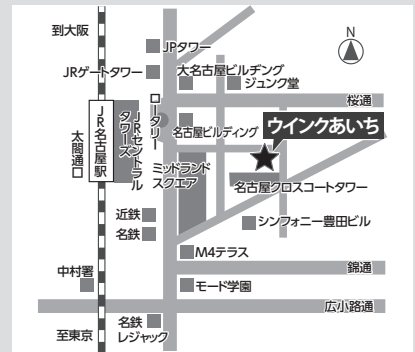 到大阪
N
JPタワー
JRゲートタワー
大名古屋ビルヂング
ジュンク堂
桜通
ロータリー
名古屋ビルディング
ウインクあいち
JR名古屋駅
JRセントラル
タワーズ
太閤通口
ミッドランド
スクエア
名古屋クロスコートタワー
近鉄
名鉄
シンフォニー豊田ビル
M4テラス
中村署
錦通
モード学園
広小路通
名鉄
レジャック
至東京